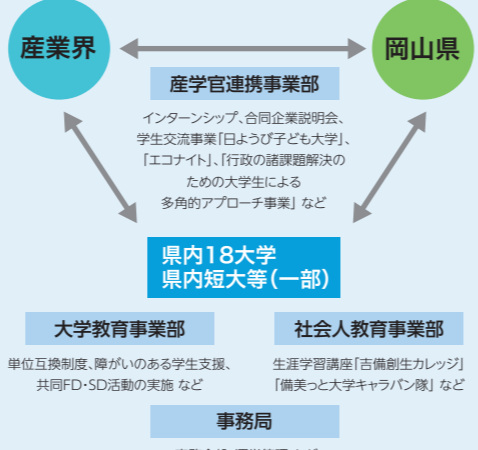 産業界
岡山県
産学官連携事業部
インターンシップ、合同企業説明会、
学生交流事業「日ようび子ども大学」、
「エコナイト」、「行政の諸課題解決の
ための大学生による
多角的アプローチ事業」 など
県内18大学
県内短大等（一部）
大学教育事業部
単位互換制度、障がいのある学生支援、
共同FD・SD活動の実施 など
社会人教育事業部
生涯学習講座「吉備創生カレッジ」
「備美っと大学キャラバン隊」 など
事務局